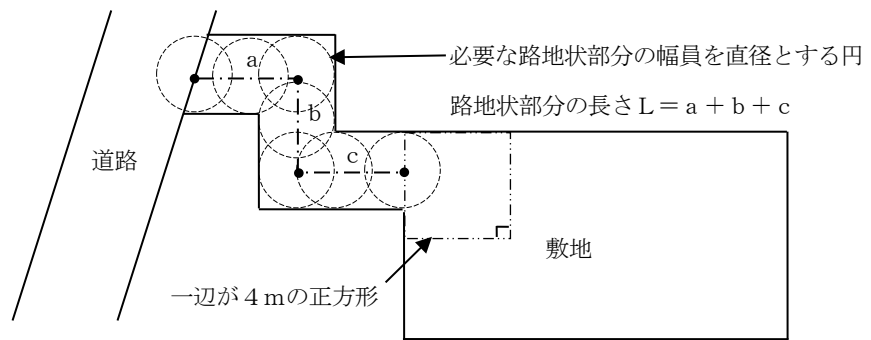 a
必要な路地状部分の幅員を直径とする円
b
路地状部分の長さL＝a＋b＋c
道路
c
敷地
一辺が４ｍの正方形